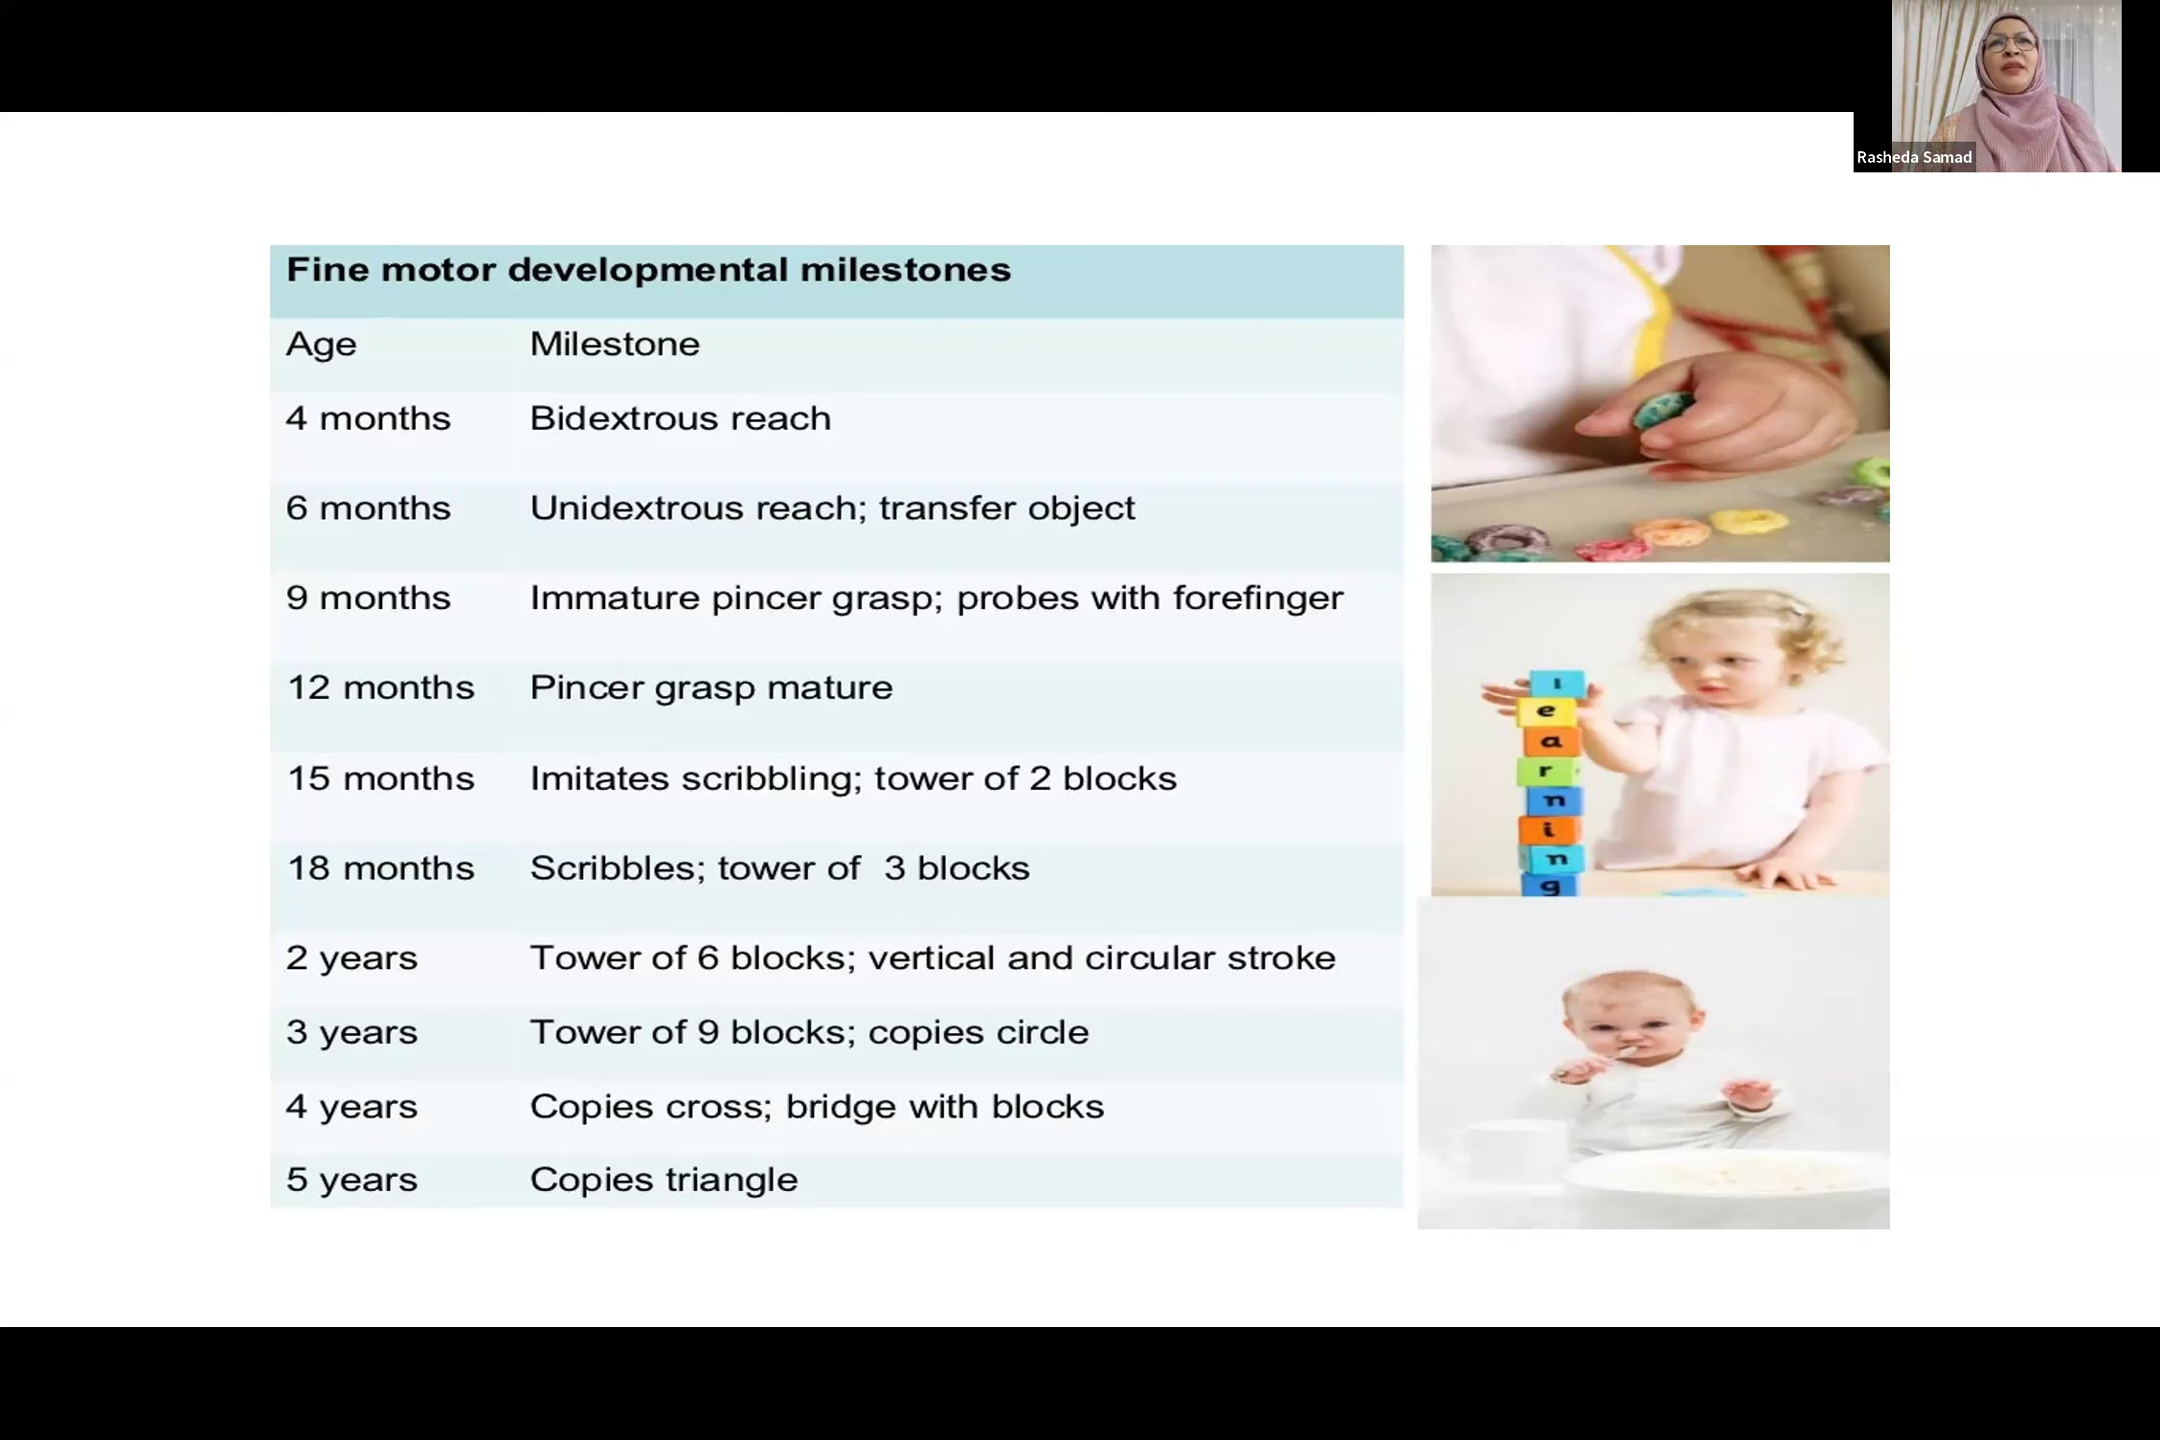 Rasheda Samad
Fine motor developmental milestones
Age Milestone
4 months Bidextrous reach
6 months Unidextrous reach; transfer object
9 months Immature pincer grasp; probes with forefinger
12 months Pincer grasp mature
15 months Imitates scribbling; tower of 2 blocks
18 months Scribbles; tower of 3 blocks
2 years Tower of 6 blocks; vertical and circular stroke
3 years Tower of 9 blocks; copies circle
4 years Copies cross; bridge with blocks
5 years Copies triangle
l
e
a
r
n
i
n
g